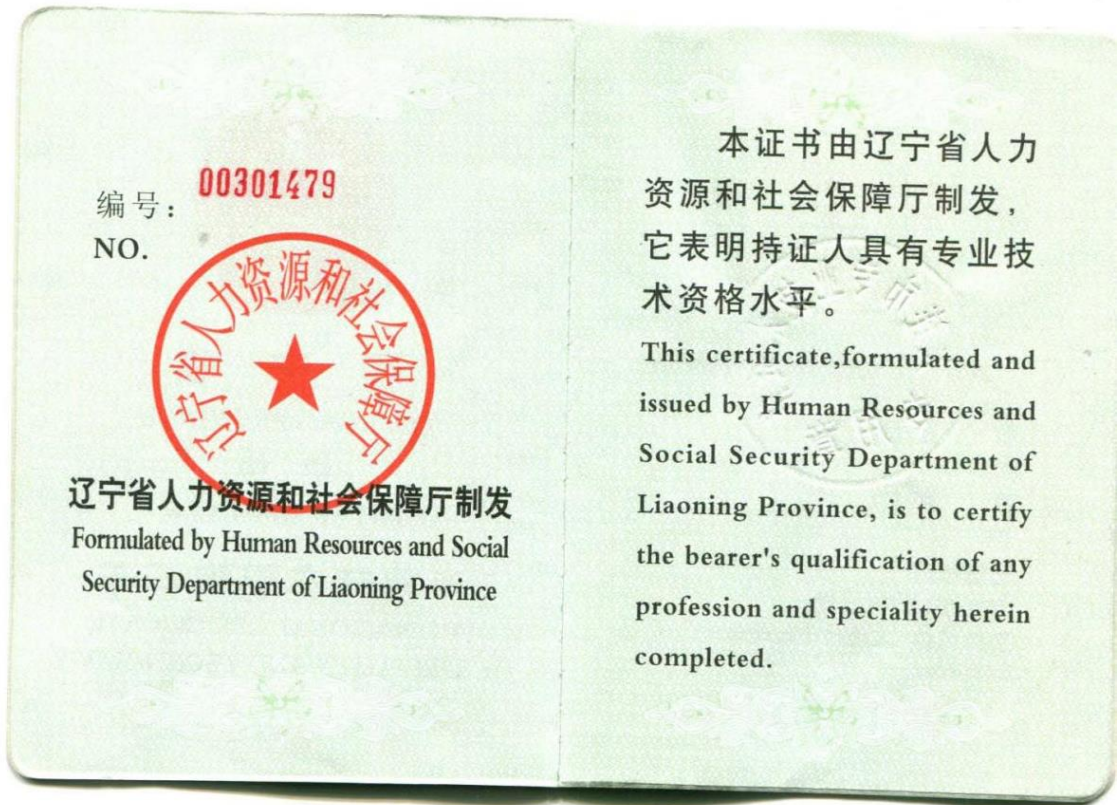 编号：
00301479
NO.
辽宁省人力资源和社会保障厅
辽宁省人力资源和社会保障厅制发
Formulated by Human Resources and Social
Security Department of Liaoning Province
本证书由辽宁省人力
资源和社会保障厅制发，
它表明持证人具有专业技
术资格水平。
This certificate,formulated and
issued by Human Resources and
Social Security Department of
Liaoning Province, is to certify
the bearer's qualification of any
profession and speciality herein
completed.